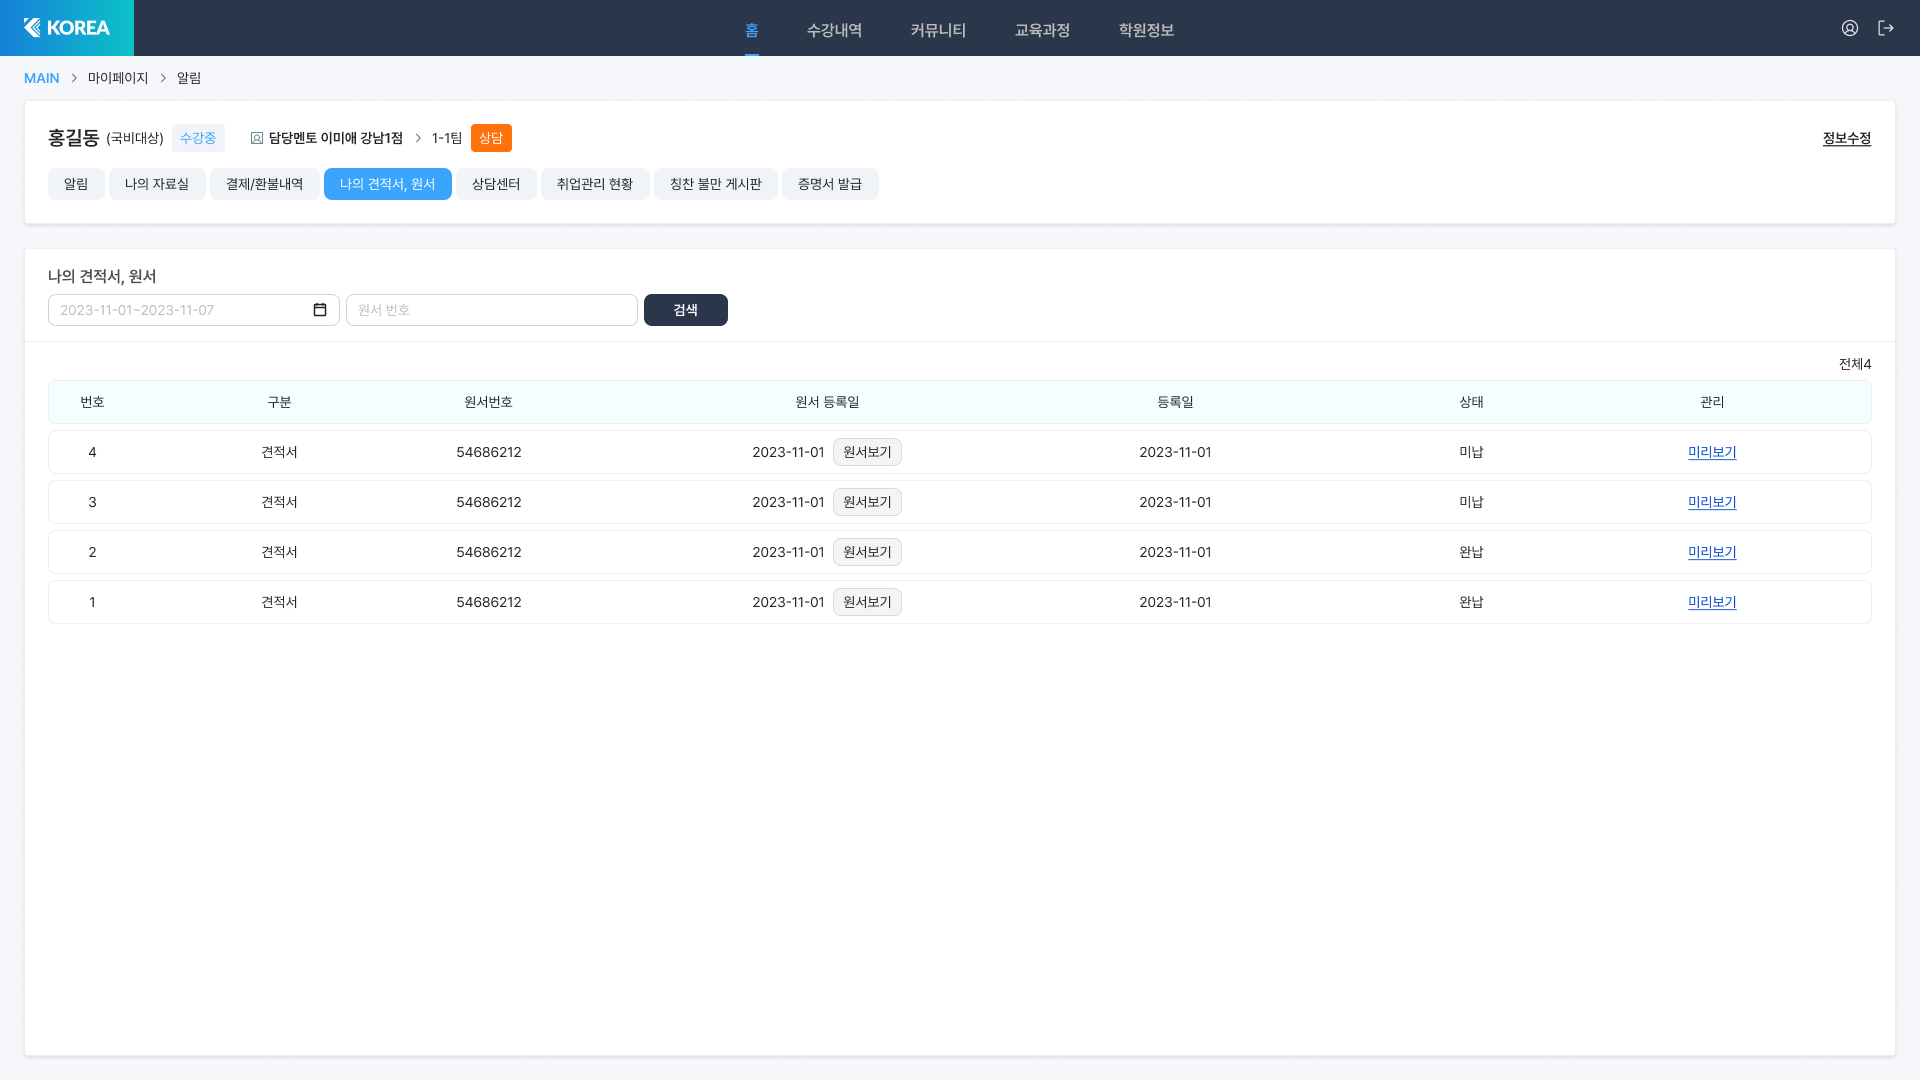 KOREA
홈 수강내역 커뮤니티 교육과정 학원정보
MAIN > 마이페이지 > 알림
홍길동 (국비대상) 수강중 담당멘토 이미애 강남1점 > 1-1팀 상담 정보수정
알림 나의 자료실 결제/환불내역 나의 견적서, 원서 상담센터 취업관리 현황 칭찬 불만 게시판 증명서 발급
나의 견적서, 원서
2023-11-01~2023-11-07 원서 번호 검색
전체4
번호 구분 원서번호 원서 등록일 등록일 상태 관리
4 견적서 54686212 2023-11-01 원서보기 2023-11-01 미납 미리보기
3 견적서 54686212 2023-11-01 원서보기 2023-11-01 미납 미리보기
2 견적서 54686212 2023-11-01 원서보기 2023-11-01 완납 미리보기
1 견적서 54686212 2023-11-01 원서보기 2023-11-01 완납 미리보기